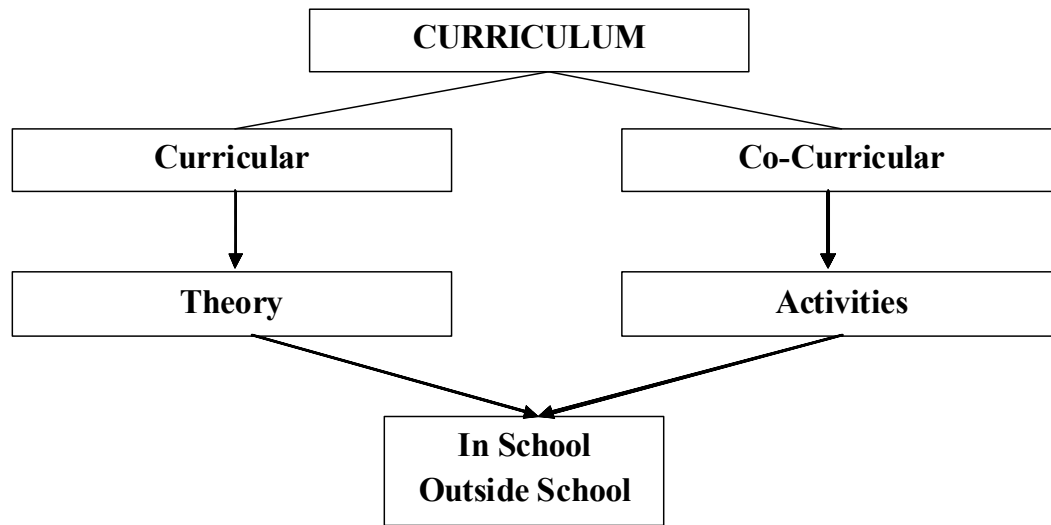 CURRICULUM
Curricular
Co-Curricular
Theory
Activities
In School
Outside School